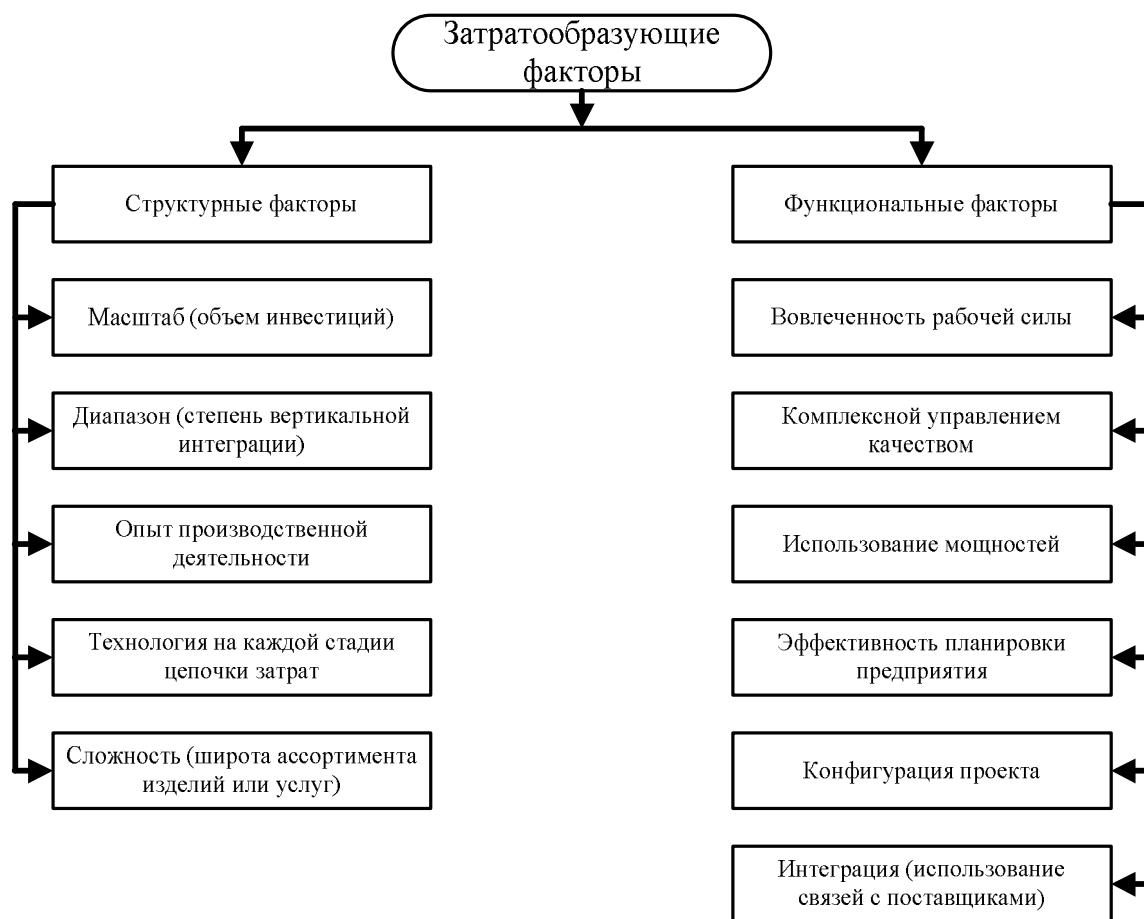 Затратообразующие
факторы
Структурные факторы
Масштаб (объем инвестиций)
Диапазон (степень вертикальной
интеграции)
Опыт производственной
деятельности
Технология на каждой стадии
цепочки затрат
Сложность (широта ассортимента
изделий или услуг)
Функциональные факторы
Вовлеченность рабочей силы
Комплексной управлением
качеством
Использование мощностей
Эффективность планировки
предприятия
Конфигурация проекта
Интеграция (использование
связей с поставщиками)